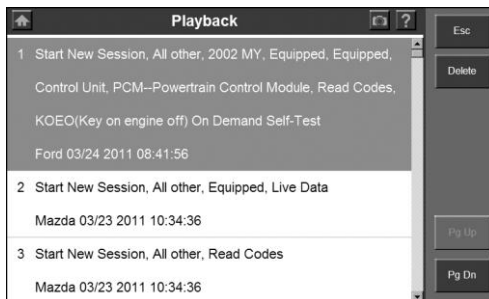 Playback
?
Esc
1 Start New Session, All other, 2002 MY, Equipped, Equipped,
Control Unit, PCM--Powertrain Control Module, Read Codes,
KOEO(Key on engine off) On Demand Self-Test
Ford 03/24 2011 08:41:56
Delete
2 Start New Session, All other, Equipped, Live Data
Mazda 03/23 2011 10:34:36
Pg Up
3 Start New Session, All other, Read Codes
Mazda 03/23 2011 10:34:36
Pg Dn